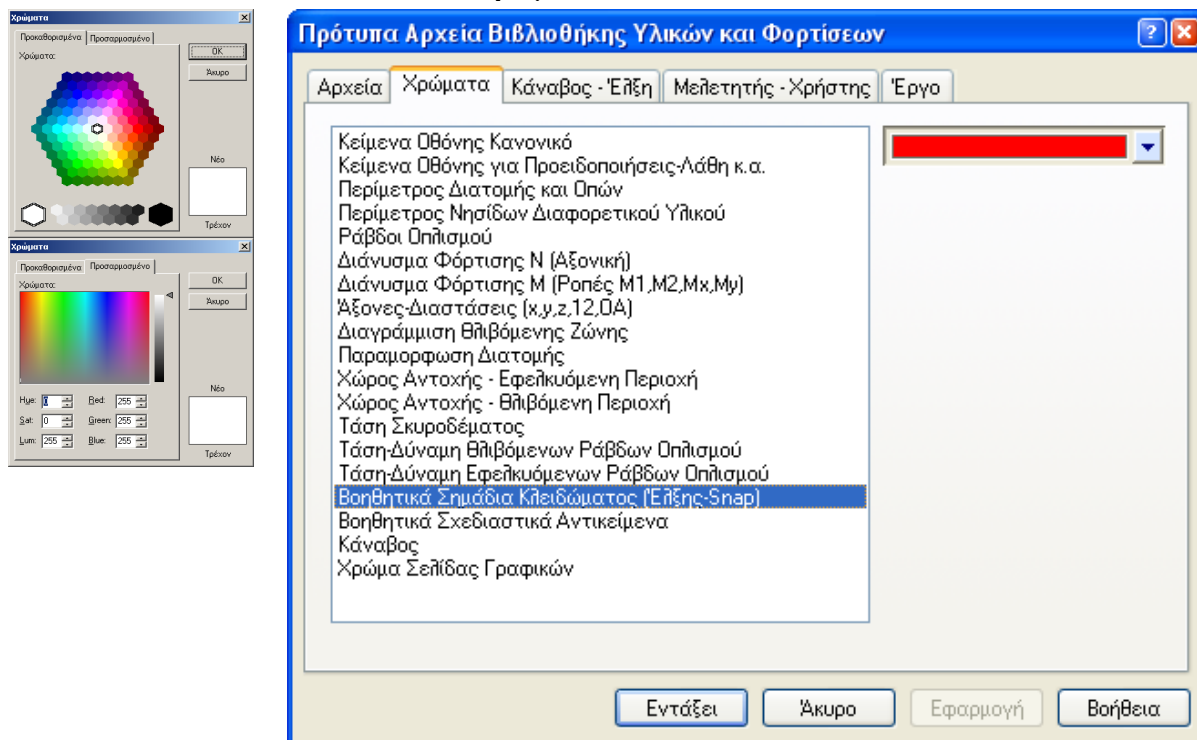 Χρώματα
Προκαθορισμένα
Προσαρμοσμένο
Χρώματα:
OK
Άκυρο
Νέο
Τρέχον
Χρώματα
Προκαθορισμένα
Προσαρμοσμένο
Χρώματα:
OK
Άκυρο
Hue: 0 Red: 255
Sat: 0 Green: 255
Lum: 255 Blue: 255
Νέο
Τρέχον
Πρότυπα Αρχεία Βιβλιοθήκης Υλικών και Φορτίσεων
Αρχεία Χρώματα Κάναβος - Έλξη Μελετητής - Χρήστης Έργο
Κείμενα Οθόνης Κανονικό
Κείμενα Οθόνης για Προειδοποιήσεις-Λάθη κ.α.
Περίμετρος Διατομής και Οπών
Περίμετρος Νησίδων Διαφορετικού Υλικού
Ράβδοι Οπλισμού
Διάνυσμα Φόρτισης Ν (Αξονική)
Διάνυσμα Φόρτισης Μ (Ροπές Μ1,Μ2,Μx,My)
Άξονες-Διαστάσεις (x,y,z,12,ΟΑ)
Διαγράμμιση Θλιβόμενης Ζώνης
Παραμορφωση Διατομής
Χώρος Αντοχής - Εφελκυόμενη Περιοχή
Χώρος Αντοχής - Θλιβόμενη Περιοχή
Τάση Σκυροδέματος
Τάση-Δύναμη Θλιβόμενων Ράβδων Οπλισμού
Τάση-Δύναμη Εφελκυόμενων Ράβδων Οπλισμού
Βοηθητικά Σημάδια Κλειδώματος (Έλξης-Snap)
Βοηθητικά Σχεδιαστικά Αντικείμενα
Κάναβος
Χρώμα Σελίδας Γραφικών
Εντάξει Άκυρο Εφαρμογή Βοήθεια